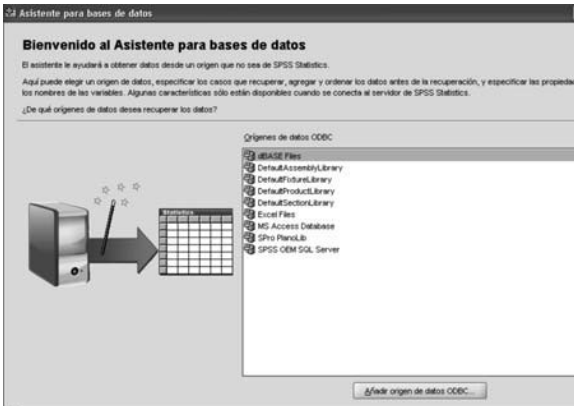 Asistente para bases de datos
Bienvenido al Asistente para bases de datos
El asistente le ayudará a obtener datos desde un origen que no sea de SPSS Statistics.
Aquí puede elegir un origen de datos, especificar los casos que recuperar, agregar y ordenar los datos antes de la recuperación, y especificar las
los nombres de las variables. Algunas características sólo están disponibles cuando se conecta al servidor de SPSS Statistics.
¿De qué orígenes de datos desea recuperar los datos?
Orígenes de datos ODBC
dBASE Files
DefaultAssemblyLibrary
DefaultFixtureLibrary
DefaultProductLibrary
DefaultSectionLibrary
Excel Files
MS Access Database
SPro PlanoLib
SPSS OEM SQL Server
Statistics
Añadir origen de datos ODBC...